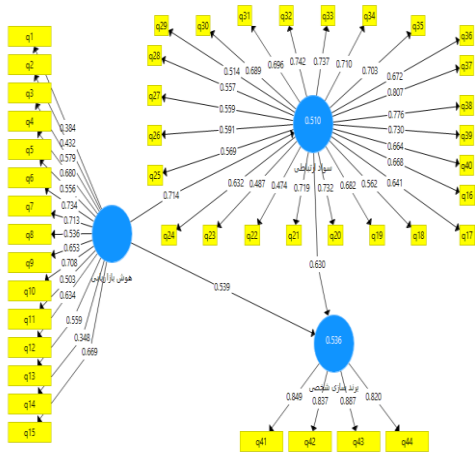 q29
q30
q31
q32
q33
q34
q35
q36
q37
q38
q39
q40
q16
q17
q28
q27
q26
q25
q24
q23
q22
q21
q20
q19
q18
0.514
0.689
0.696
0.742
0.737
0.710
0.703
0.672
0.807
0.776
0.730
0.664
0.668
0.641
0.557
0.559
0.591
0.569
0.632
0.487
0.474
0.719
0.732
0.682
0.562
0.510
سواد ارتباطی
q1
q2
q3
q4
q5
q6
q7
q8
q9
q10
q11
q12
q13
q14
q15
0.384
0.432
0.579
0.680
0.556
0.734
0.713
0.536
0.653
0.708
0.503
0.634
0.559
0.348
0.669
هوش بازاریابی
0.714
0.539
0.630
0.536
برند سازی شخصی
0.849
0.837
0.887
0.820
q41
q42
q43
q44